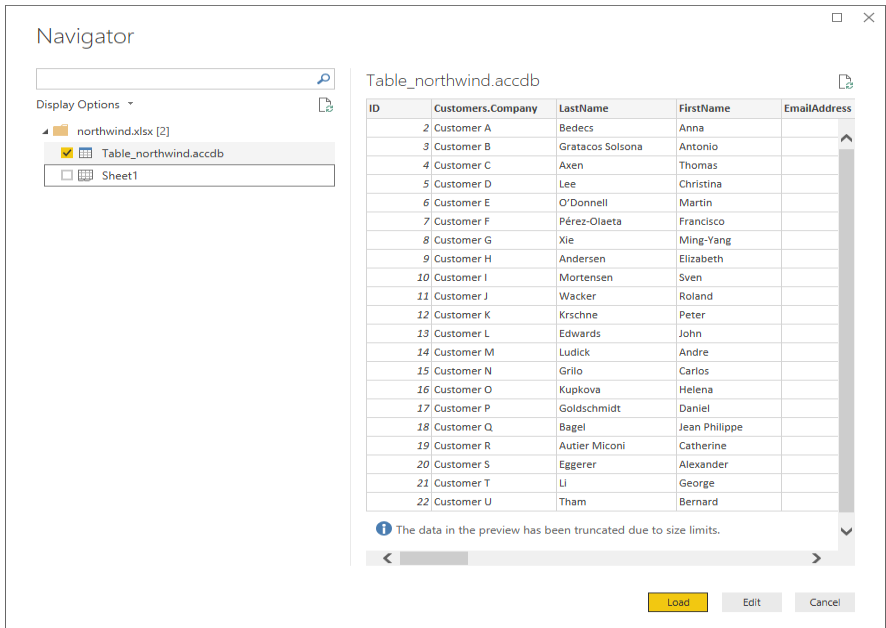 Navigator
Display Options
northwind.xlsx [2]
Table_northwind.accdb
Sheet1
Table_northwind.accdb
ID Customers.Company LastName FirstName EmailAddress
2 Customer A Bedecs Anna
3 Customer B Gratacos Solsona Antonio
4 Customer C Axen Thomas
5 Customer D Lee Christina
6 Customer E O’Donnell Martin
7 Customer F Pérez-Olaeta Francisco
8 Customer G Xie Ming-Yang
9 Customer H Andersen Elizabeth
10 Customer I Mortensen Sven
11 Customer J Wacker Roland
12 Customer K Krschne Peter
13 Customer L Edwards John
14 Customer M Ludick Andre
15 Customer N Grilo Carlos
16 Customer O Kupkova Helena
17 Customer P Goldschmidt Daniel
18 Customer Q Bagel Jean Philippe
19 Customer R Autier Miconi Catherine
20 Customer S Eggerer Alexander
21 Customer T Li George
22 Customer U Tham Bernard
The data in the preview has been truncated due to size limits.
Load Edit Cancel